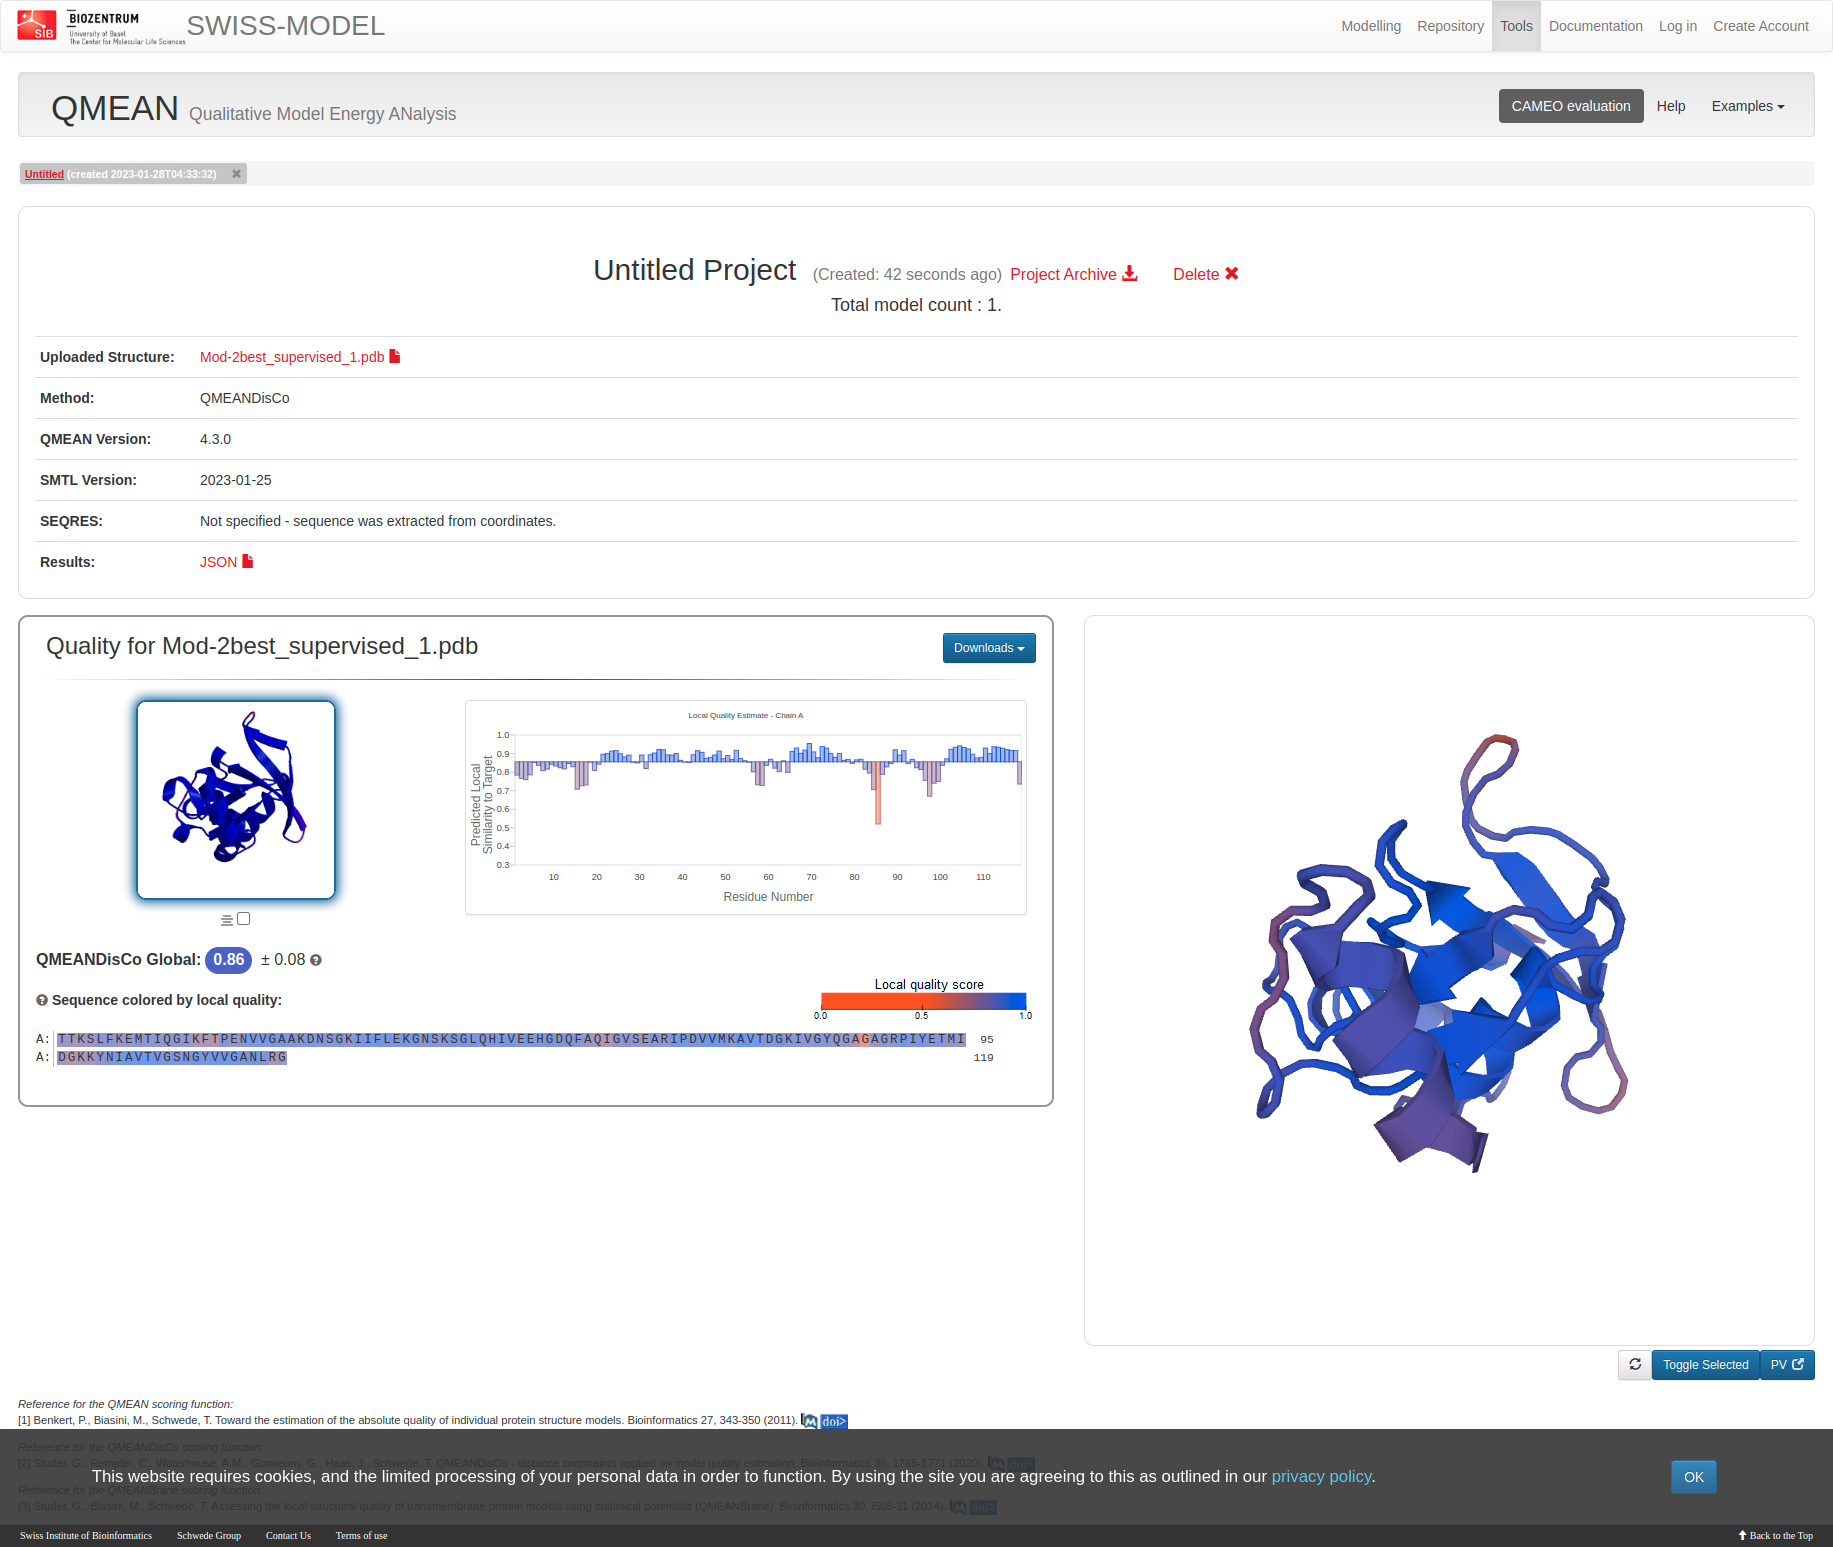 SIB
BIOZENTRUM
University of Basel
The Center for Molecular Life Sciences
SWISS-MODEL
Modelling Repository Tools Documentation Log in Create Account
QMEAN Qualitative Model Energy ANalysis
CAMEO evaluation Help Examples
Untitled (created 2023-01-28T04:33:32)
Untitled Project (Created: 42 seconds ago) Project Archive Delete
Total model count : 1.
Uploaded Structure: Mod-2best_supervised_1.pdb
Method: QMEANDisCo
QMEAN Version: 4.3.0
SMTL Version: 2023-01-25
SEQRES: Not specified - sequence was extracted from coordinates.
Results: JSON
Quality for Mod-2best_supervised_1.pdb
Downloads
Local Quality Estimate - Chain A
Predicted Local
Similarity to Target
1.0
0.9
0.8
0.7
0.6
0.5
0.4
0.3
10 20 30 40 50 60 70 80 90 100 110
Residue Number
QMEANDisCo Global: 0.86 ± 0.08
Sequence colored by local quality:
Local quality score
0.0 0.5 1.0
A: TTKSLFKEMTIQGIKFTPENVVGAAKDNSGKIIFLEKGNSKSGLQHIVEEHGDQFAQIGVSEARIPDVVMKAVTDGKIVGYQGAGAGRPIYETMI 95
A: DGKKYNIAVTVGSNGYVVGANLRG 119
Toggle Selected PV
Reference for the QMEAN scoring function:
[1] Benkert, P., Biasini, M., Schwede, T. Toward the estimation of the absolute quality of individual protein structure models. Bioinformatics 27, 343-350 (2011). M doi>
Reference for the QMEANDisCo scoring function:
[2] Studer, G., Rempfer, C., Waterhouse, A.M., Gumienny, G., Haas, J., Schwede, T. QMEANDisCo - distance constraints applied on model quality estimation. Bioinformatics 36, 1765-1771 (2020). M doi>
This website requires cookies, and the limited processing of your personal data in order to function. By using the site you are agreeing to this as outlined in our privacy policy.
OK
Reference for the QMEANBrane scoring function:
[3] Studer, G., Biasini, M., Schwede, T. Assessing the local structural quality of transmembrane protein models using statistical potentials (QMEANBrane). Bioinformatics 30, i505-11 (2014). M doi>
Swiss Institute of Bioinformatics Schwede Group Contact Us Terms of use Back to the Top